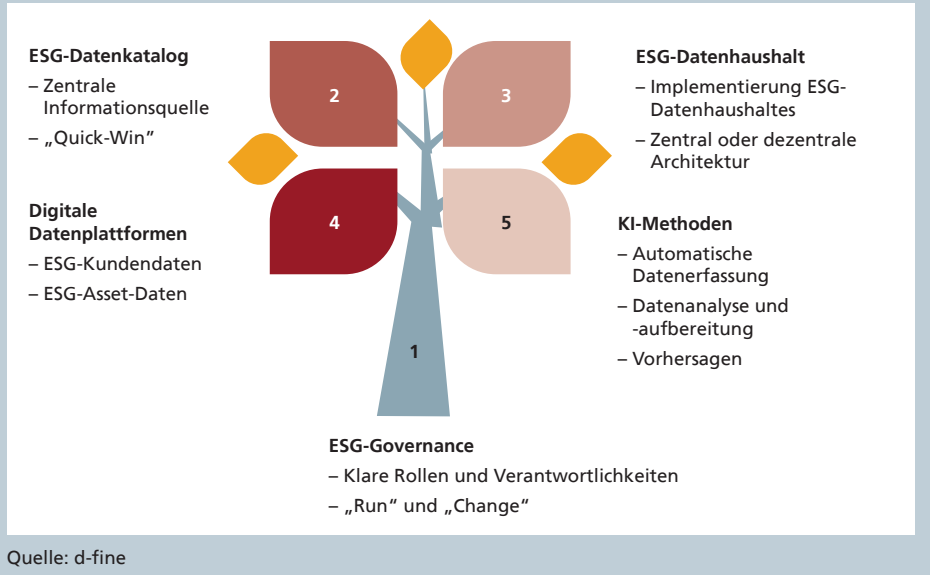 ESG-Datenkatalog
– Zentrale
Informationsquelle
– „Quick-Win”
2
3
ESG-Datenhaushalt
– Implementierung ESG-
Datenhaushaltes
– Zentral oder dezentrale
Architektur
Digitale
Datenplattformen
– ESG-Kundendaten
– ESG-Asset-Daten
4
5
KI-Methoden
– Automatische
Datenerfassung
– Datenanalyse und
-aufbereitung
– Vorhersagen
1
ESG-Governance
– Klare Rollen und Verantwortlichkeiten
– „Run“ und „Change“
Quelle: d-fine